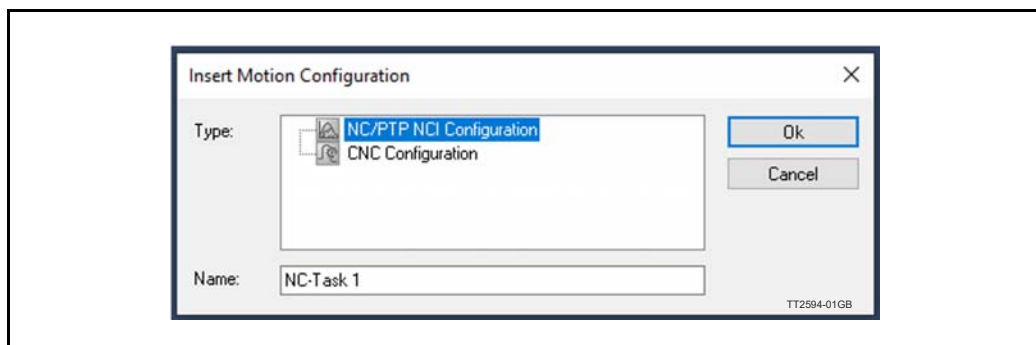 Insert Motion Configuration
Type:
NC/PTP NCI Configuration
CNC Configuration
Ok
Cancel
Name:
NC-Task 1
TT2594-01GB